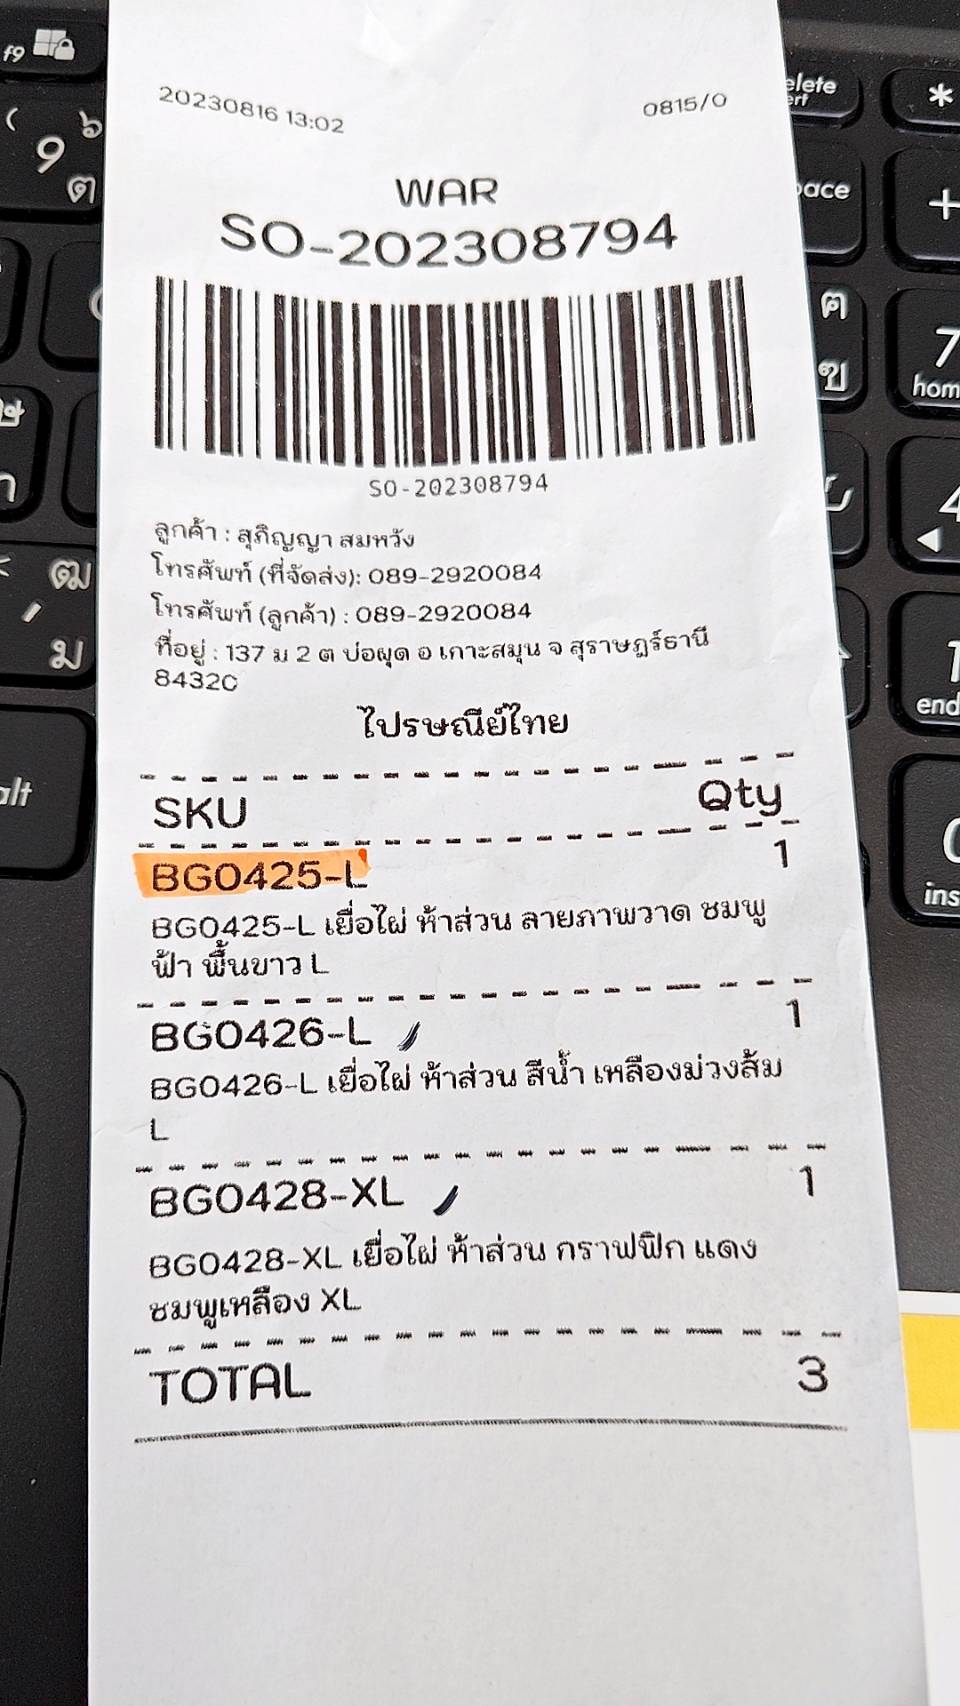 20230816 13:02 0815/0
WAR
SO-202308794
SO-202308794
ลูกค้า : สุภิญญา สมหวัง
โทรศัพท์ (ที่จัดส่ง): 089-2920084
โทรศัพท์ (ลูกค้า) : 089-2920084
ที่อยู่ : 137 ม 2 ต บ่อผุด อ เกาะสมุน จ สุราษฎร์ธานี
84320
ไปรษณีย์ไทย
SKU Qty
BG0425-L 1
BG0425-L เยื่อไผ่ ห้าส่วน ลายภาพวาด ชมพู
ฟ้า พื้นขาว L
BG0426-L 1
BG0426-L เยื่อไผ่ ห้าส่วน สีน้ำ เหลืองม่วงส้ม
L
BG0428-XL 1
BG0428-XL เยื่อไผ่ ห้าส่วน กราฟฟิก แดง
ชมพูเหลือง XL
TOTAL 3
f9
( 9 ๖ ต
alt
7 home
4
1
end
0
ins
*
+
ฃ
ฒ
ม